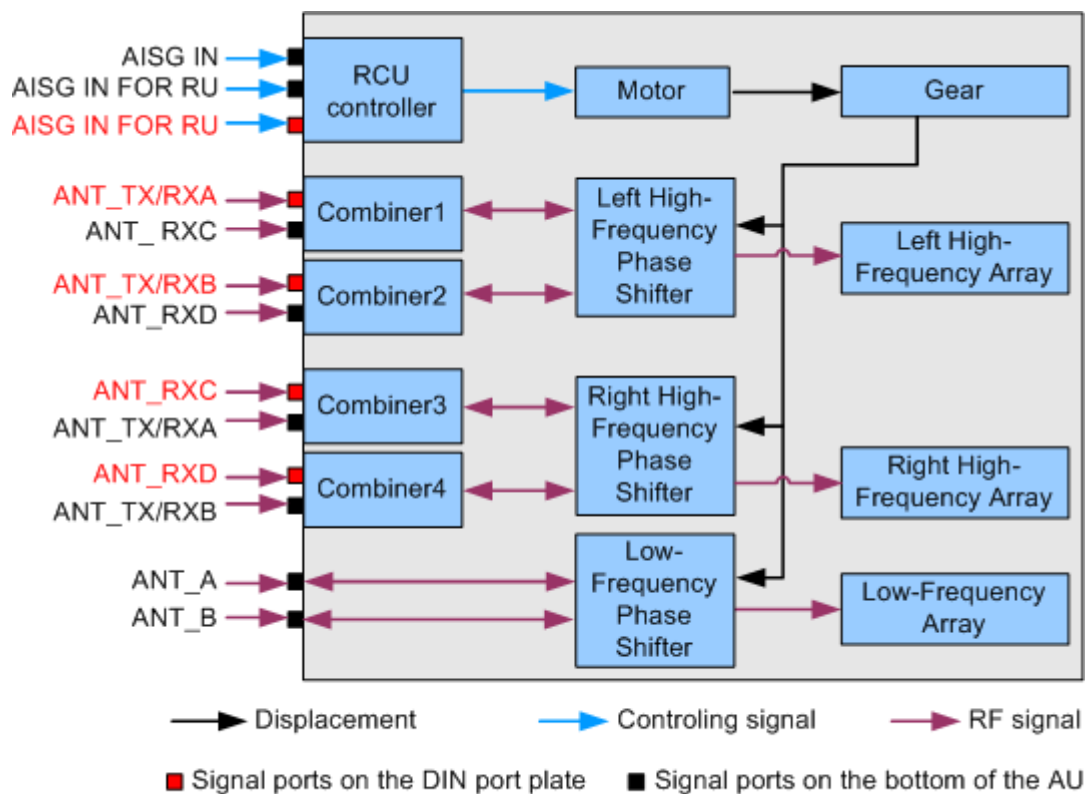 AISG IN
AISG IN FOR RU
AISG IN FOR RU
RCU
controller
Motor
Gear
ANT_TX/RXA
ANT_ RXC
Combiner1
Left High-
Frequency
Phase
Shifter
Left High-
Frequency Array
ANT_TX/RXB
ANT_RXD
Combiner2
ANT_RXC
ANT_TX/RXA
Combiner3
Right High-
Frequency
Phase
Shifter
ANT_RXD
ANT_TX/RXB
Combiner4
Right High-
Frequency Array
ANT_A
ANT_B
Low-
Frequency
Phase
Shifter
Low-Frequency
Array
Displacement
Controling signal
RF signal
Signal ports on the DIN port plate
Signal ports on the bottom of the AU